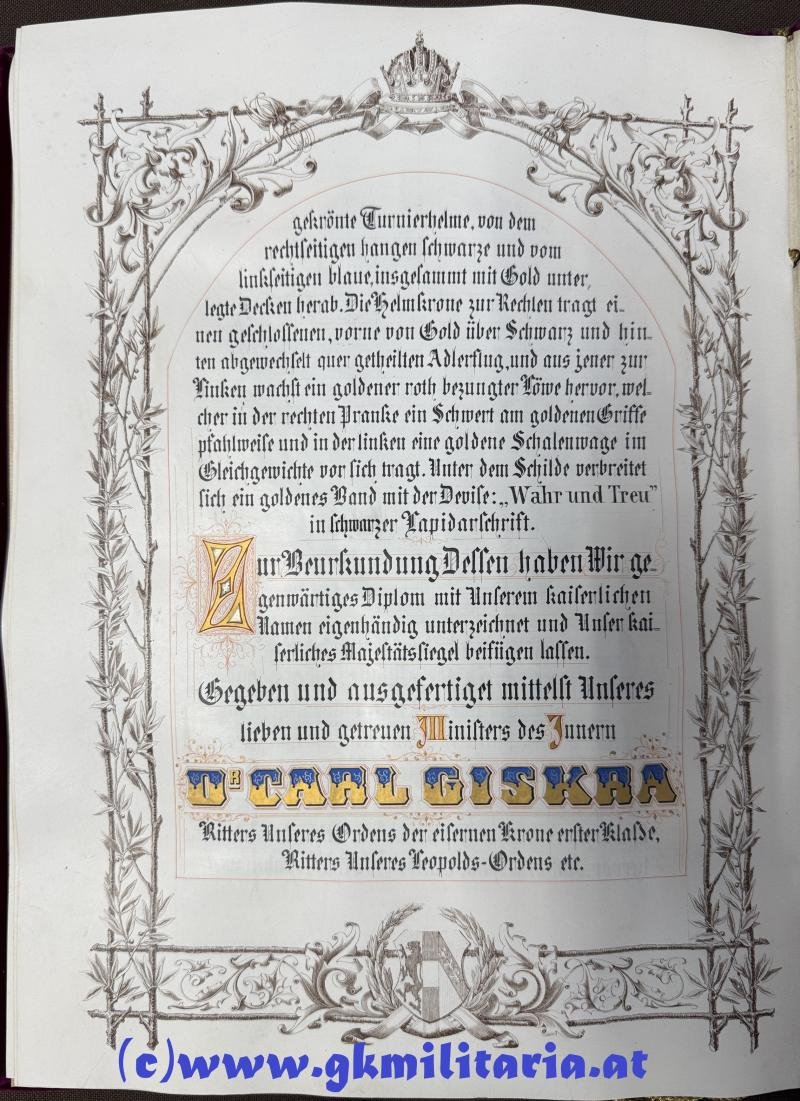 gekrönte Turnierhelme, von dem
rechtseitigen hangen schwarze und vom
linkseitigen blaue, insgesammt mit Gold unter,
legte Decken herab. Die Helmkrone zur Rechten tragt ei-
nen geschlossenen, vorne von Gold über Schwarz und hin-
ten abgewechselt quer getheilten Adlerflug, und aus jener zur
Linken wachst ein goldener roth bezungter Löwe hervor, wel-
cher in der rechten Pranke ein Schwert am goldenen Griffe
pfahlweise und in der linken eine goldene Schalenwage im
Gleichgewichte vor sich tragt. Unter dem Schilde verbreitet
sich ein goldenes Band mit der Devise: „Wahr und Treu”
in schwarzer Lapidarschrift.
Zur Beurkundung Dessen haben Wir ge-
genwärtiges Diplom mit Unserem kaiserlichen
Namen eigenhändig unterzeichnet und Unser kai-
serliches Majestätssiegel beifügen lassen.
Gegeben und ausgefertiget mittelst Unseres
lieben und getreuen Ministers des Innern
DR CARL GISKRA
Ritters Unseres Ordens der eisernen Krone erster Klasse,
Ritters Unseres Leopolds-Ordens etc.
(c)www.gkmilitaria.at